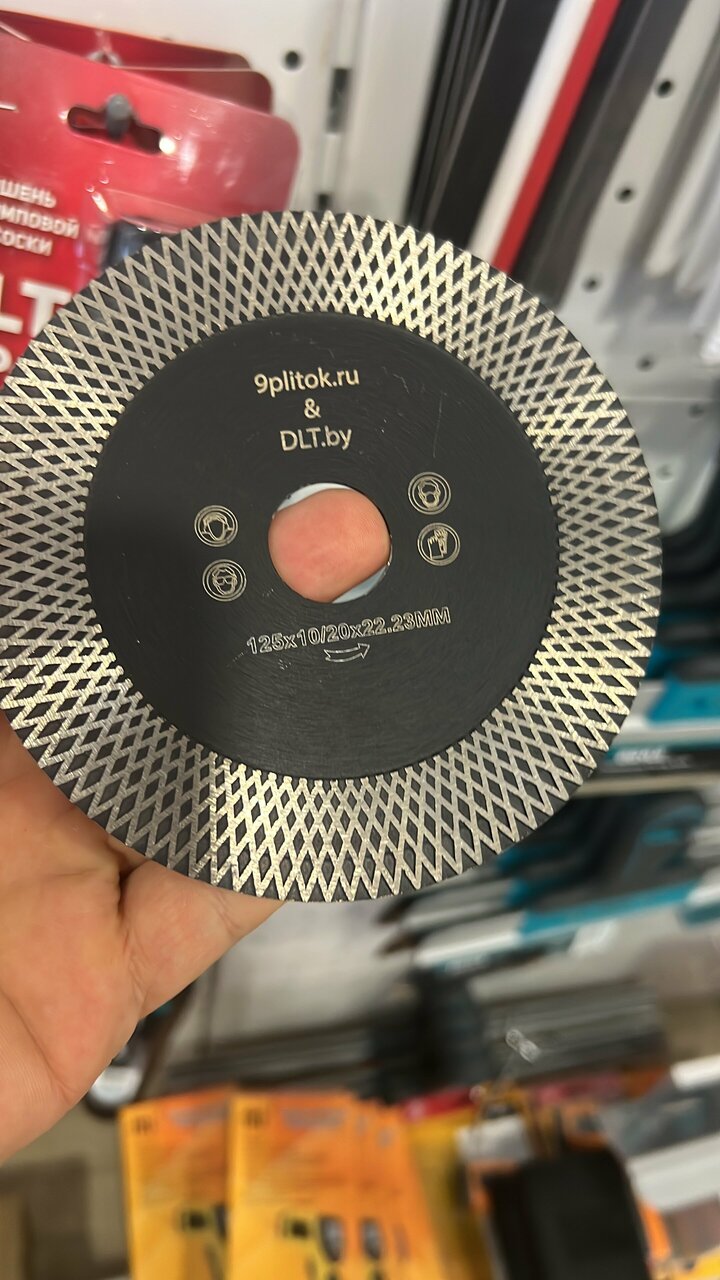 9plitok.ru
&
DLT.by
125x10/20x22.23MM